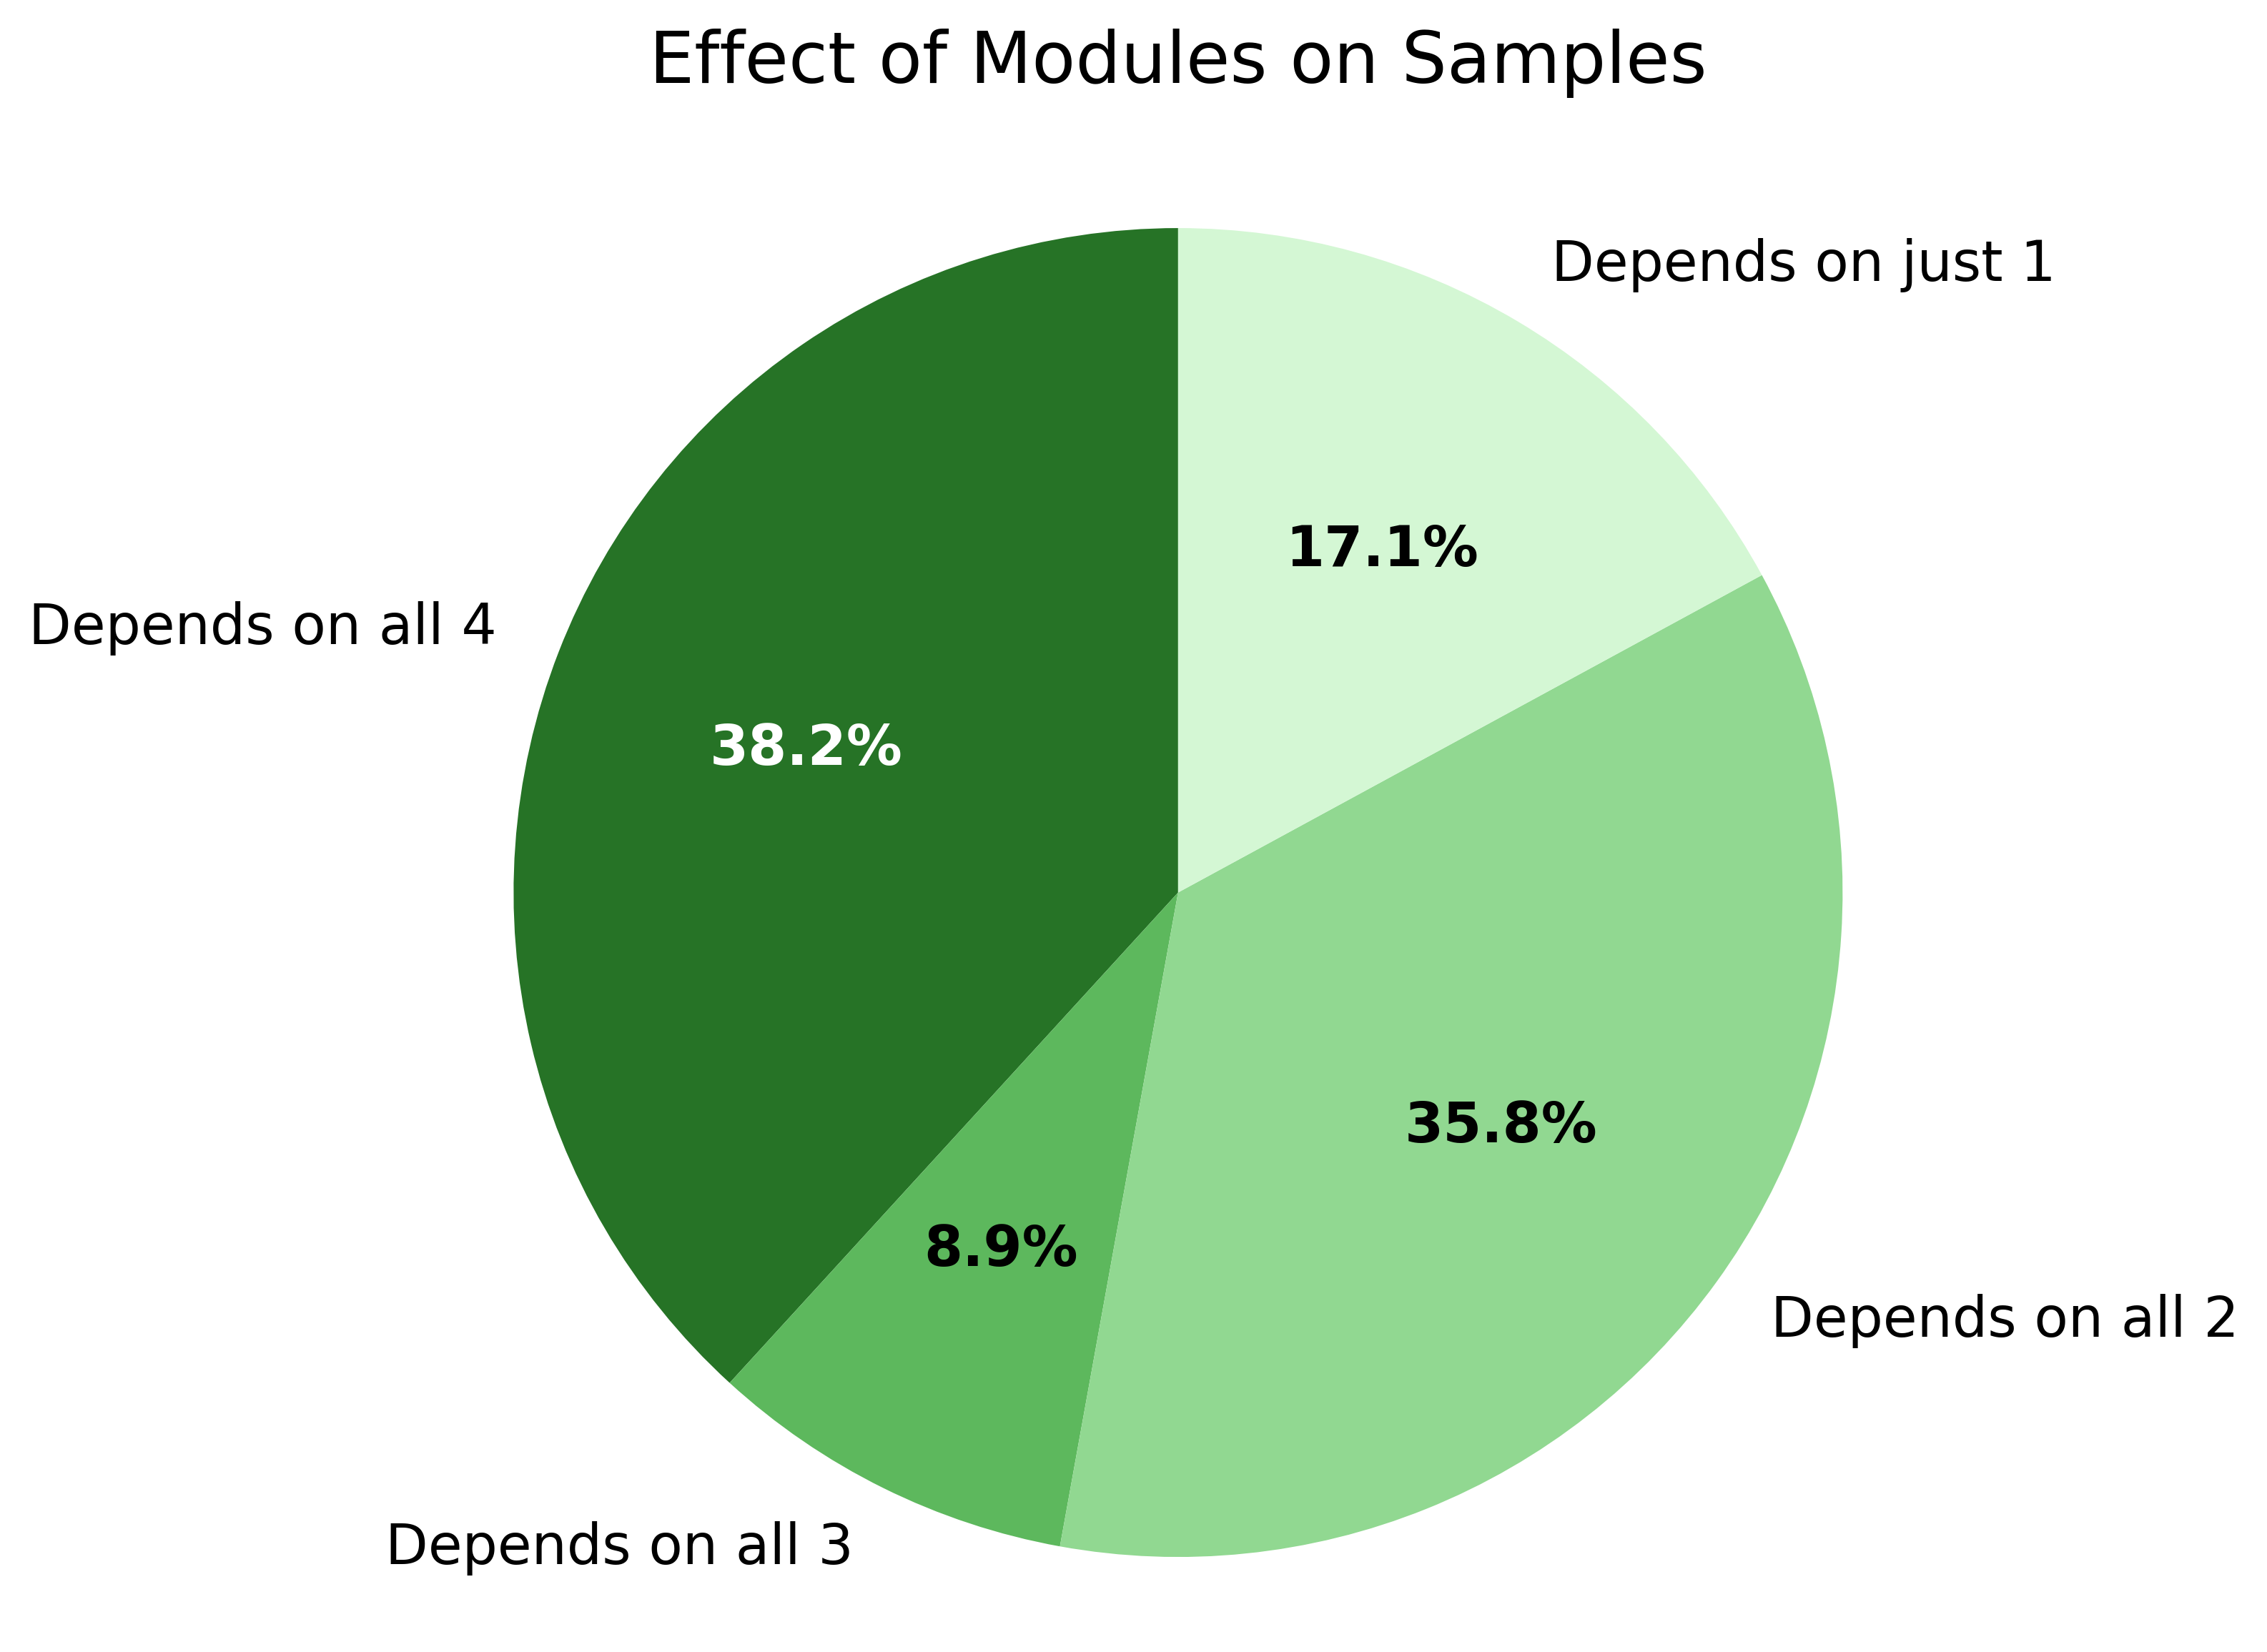 Effect of Modules on Samples
Depends on just 1
17.1%
Depends on all 4
38.2%
35.8%
8.9%
Depends on all 2
Depends on all 3